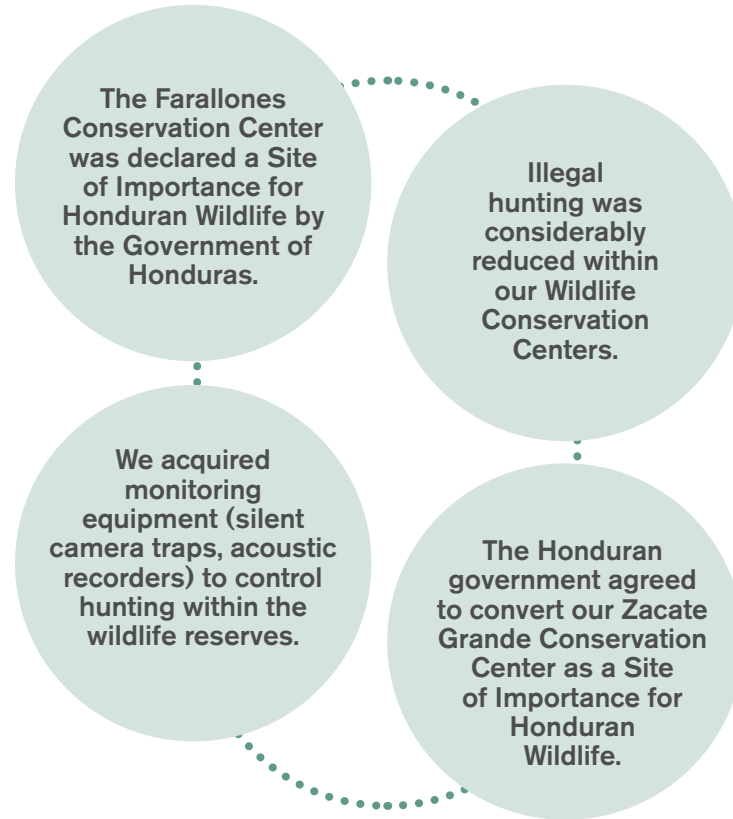 The Farallones
Conservation Center
was declared a Site
of Importance for
Honduran Wildlife by
the Government of
Honduras.
Illegal
hunting was
considerably
reduced within
our Wildlife
Conservation
Centers.
We acquired
monitoring
equipment (silent
camera traps, acoustic
recorders) to control
hunting within the
wildlife reserves.
The Honduran
government agreed
to convert our Zacate
Grande Conservation
Center as a Site
of Importance for
Honduran
Wildlife.